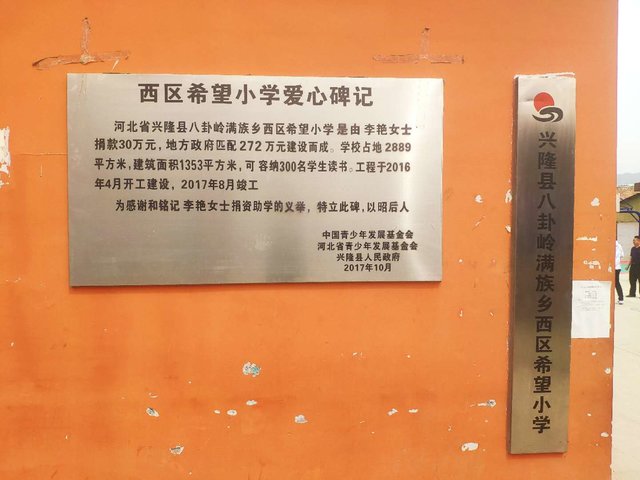 西区希望小学爱心碑记
河北省兴隆县八卦岭满族乡西区希望小学是由 李艳女士
捐款30万元，地方政府匹配272万元建设而成。学校占地 2889
平方米，建筑面积1353平方米，可 容纳300名学生读书。工程于2016
年4月开工建设，2017年8月竣工
为感谢和铭记 李艳女士捐资助学的义举，特立此碑，以昭后人
中国青少年发展基金会
河北省青少年发展基金会
兴隆县人民政府
2017年10月
兴隆县八卦岭满族乡西区希望小学